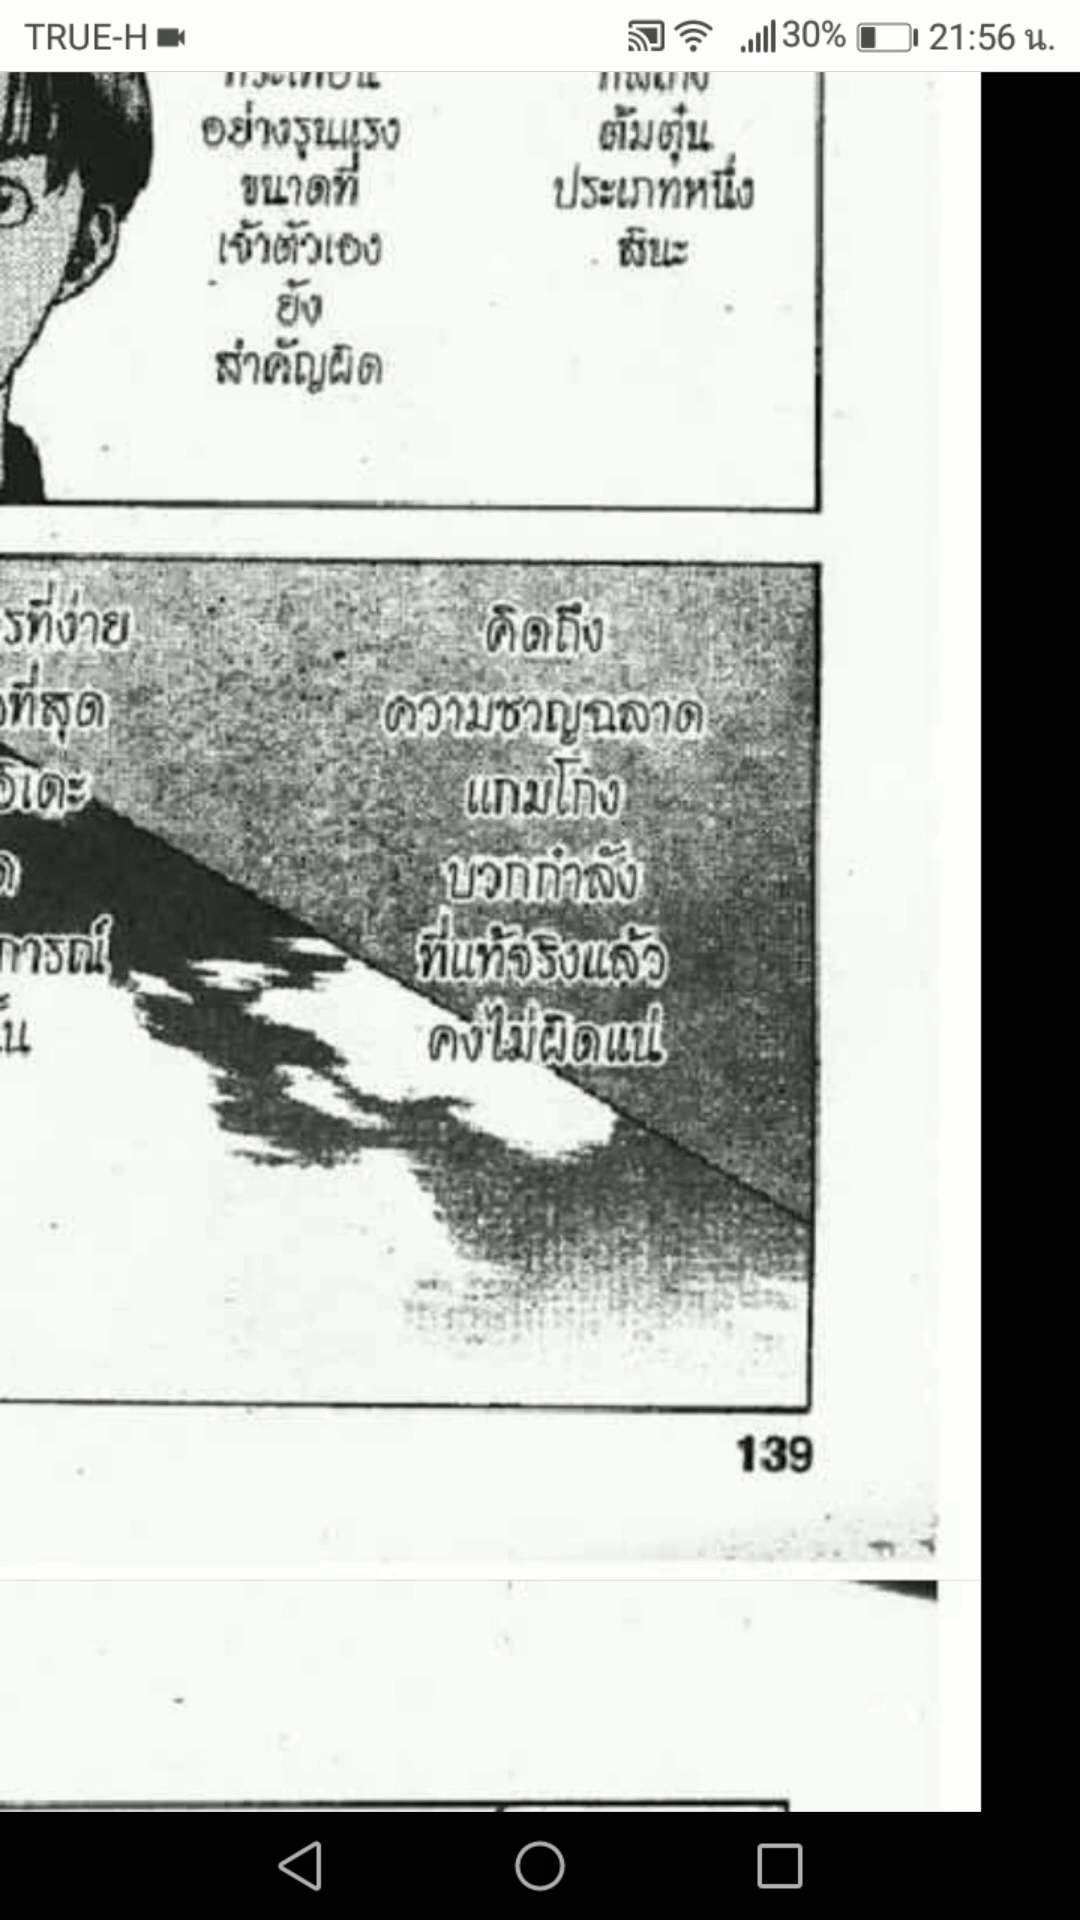 TRUE-H
30%
21:56 น.
อย่างรุนแรง
ขนาดที่
เจ้าตัวเอง
ยัง
สำคัญผิด
ต้มตุ๋น
ประเภทหนึ่ง
สินะ
รที่ง่าย
ที่สุด
คิดถึง
ความชาญฉลาด
แกมโกง
บวกกำลัง
ที่แท้จริงแล้ว
คงไม่ผิดแน่
การณ์
139